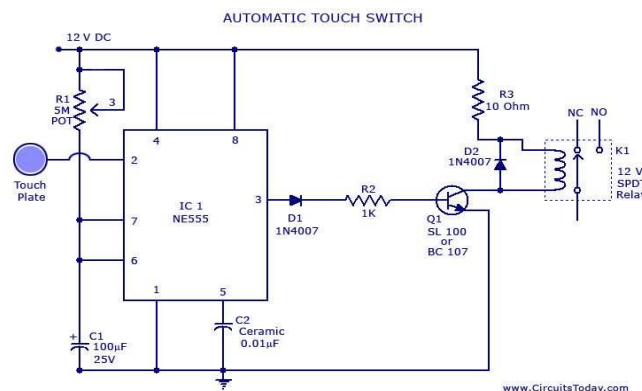 AUTOMATIC TOUCH SWITCH
12 V DC
R1
5M
POT
3
Touch
Plate
4
8
2
7
6
IC 1
NE555
3
1
5
D1
1N4007
R2
1K
R3
10 Ohm
D2
1N4007
Q1
SL 100
or
BC 107
NC
NO
K1
12 V
SPDT
Relay
+
C1
100µF
25V
C2
Ceramic
0.01µF
www.CircuitsToday.com